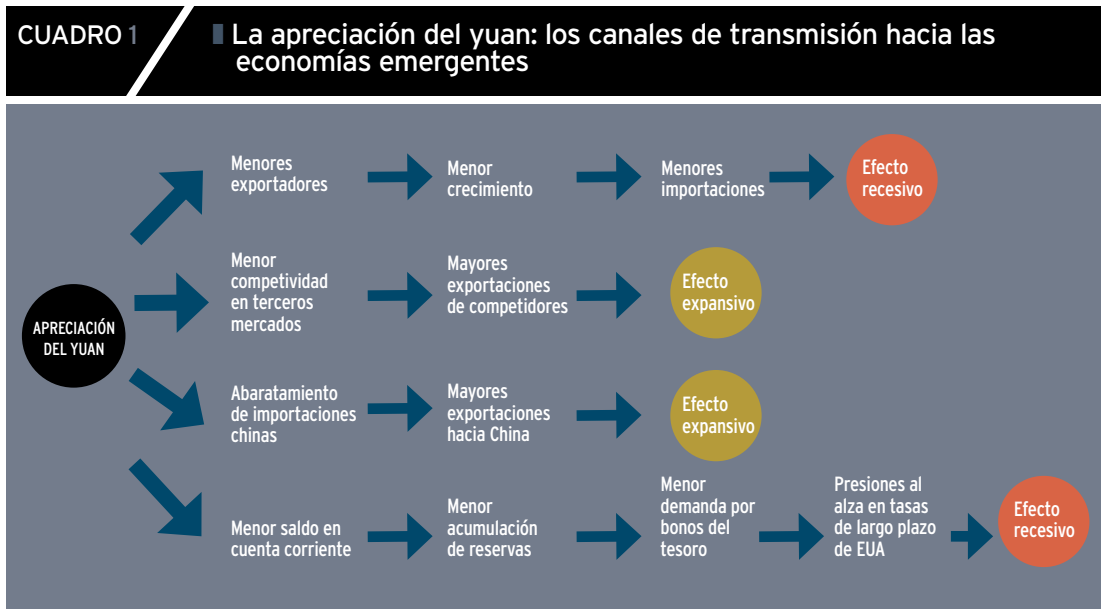 CUADRO 1
La apreciación del yuan: los canales de transmisión hacia las
economías emergentes
APRECIACIÓN
DEL YUAN
Menores
exportadores
Menor
crecimiento
Menores
importaciones
Efecto
recesivo
Menor
competividad
en terceros
mercados
Mayores
exportaciones
de competidores
Efecto
expansivo
Abaratamiento
de importaciones
chinas
Mayores
exportaciones
hacia China
Efecto
expansivo
Menor saldo en
cuenta corriente
Menor
acumulación
de reservas
Menor
demanda por
bonos del
tesoro
Presiones al
alza en tasas
de largo plazo
de EUA
Efecto
recesivo